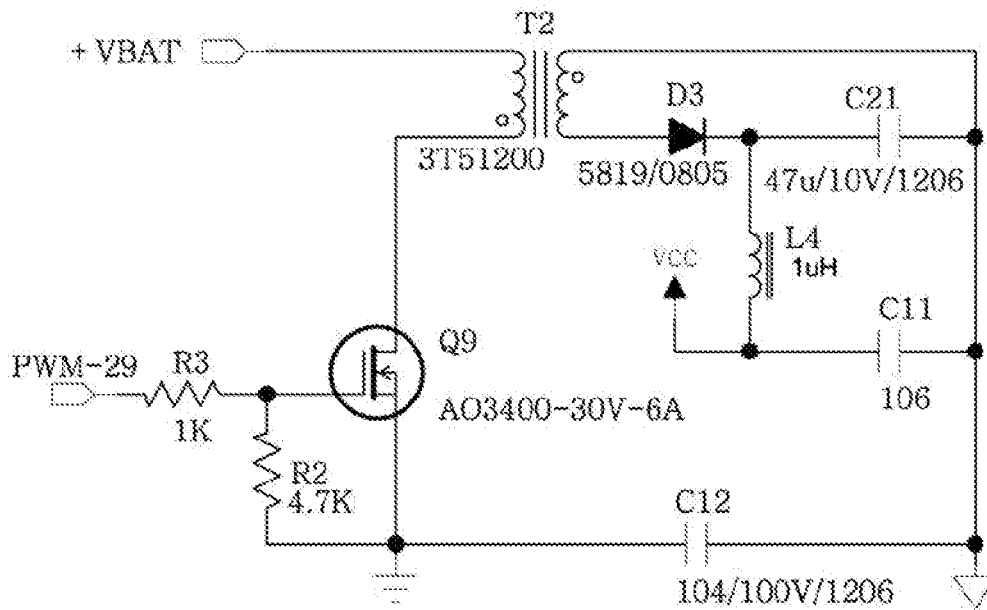 T2
+VBAT
D3
C21
3T51200
5819/0805
47u/10V/1206
L4
1uH
VCC
C11
Q9
PWM-29
R3
106
AO3400-30V-6A
1K
R2
4.7K
C12
104/100V/1206